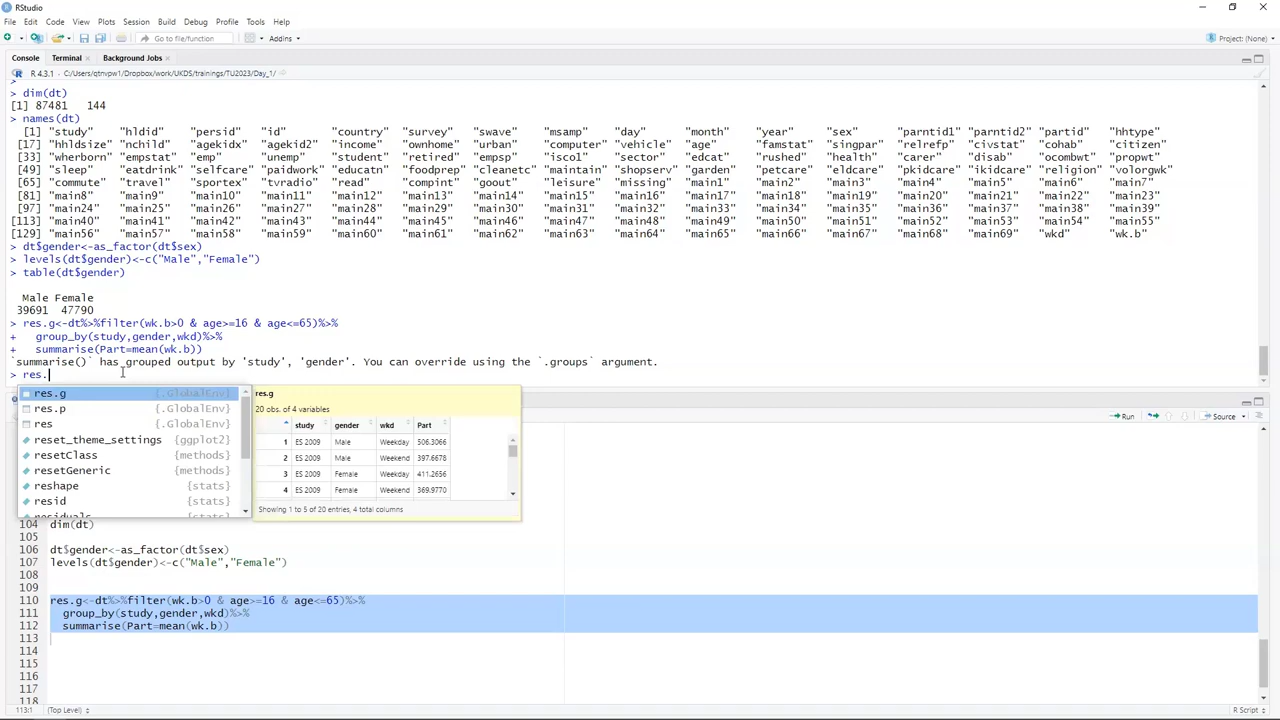 RStudio
File Edit Code View Plots Session Build Debug Profile Tools Help
Go to file/function Addins Project: (None)
Console Terminal Background Jobs
R 4.3.1 · C:/Users/qtnvpw1/Dropbox/work/UKDS/trainings/TU2023/Day_1/
>
> dim(dt)
[1] 87481 144
> names(dt)
[1] "study" "hldid" "persid" "id" "country" "survey" "swave" "msamp" "day" "month" "year" "sex" "parntid1" "parntid2" "partid" "hhtype"
[17] "hhldsize" "nchild" "agekidx" "agekid2" "income" "ownhome" "urban" "computer" "vehicle" "age" "famstat" "singpar" "relrefp" "civstat" "cohab" "citizen"
[33] "wherborn" "empstat" "emp" "unemp" "student" "retired" "empsp" "isco1" "sector" "edcat" "rushed" "health" "carer" "disab" "ocombwt" "propwt"
[49] "sleep" "eatdrink" "selfcare" "paidwork" "educatn" "foodprep" "cleanetc" "maintain" "shopserv" "garden" "petcare" "eldcare" "pkidcare" "ikidcare" "religion" "volorgwk"
[65] "commute" "travel" "sportex" "tvradio" "read" "compint" "goout" "leisure" "missing" "main1" "main2" "main3" "main4" "main5" "main6" "main7"
[81] "main8" "main9" "main10" "main11" "main12" "main13" "main14" "main15" "main16" "main17" "main18" "main19" "main20" "main21" "main22" "main23"
[97] "main24" "main25" "main26" "main27" "main28" "main29" "main30" "main31" "main32" "main33" "main34" "main35" "main36" "main37" "main38" "main39"
[113] "main40" "main41" "main42" "main43" "main44" "main45" "main46" "main47" "main48" "main49" "main50" "main51" "main52" "main53" "main54" "main55"
[129] "main56" "main57" "main58" "main59" "main60" "main61" "main62" "main63" "main64" "main65" "main66" "main67" "main68" "main69" "wkd" "wk.b"
> dt$gender<-as_factor(dt$sex)
> levels(dt$gender)<-c("Male","Female")
> table(dt$gender)
Male Female
39691 47790
> res.g<-dt%>%filter(wk.b>0 & age>=16 & age<=65)%>%
+ group_by(study,gender,wkd)%>%
+ summarise(Part=mean(wk.b))
`summarise()` has grouped output by 'study', 'gender'. You can override using the `.groups` argument.
> res.
res.g {.GlobalEnv}
res.p {.GlobalEnv}
res {.GlobalEnv}
reset_theme_settings {ggplot2}
resetClass {methods}
resetGeneric {methods}
reshape {stats}
resid {stats}
residuals {stats}
res.g
20 obs. of 4 variables
study gender wkd Part
1 ES 2009 Male Weekday 506.3066
2 ES 2009 Male Weekend 397.6678
3 ES 2009 Female Weekday 411.2656
4 ES 2009 Female Weekend 369.9770
Showing 1 to 5 of 20 entries, 4 total columns
Run Source
104 dim(dt)
105
106 dt$gender<-as_factor(dt$sex)
107 levels(dt$gender)<-c("Male","Female")
108
109
110 res.g<-dt%>%filter(wk.b>0 & age>=16 & age<=65)%>%
111 group_by(study,gender,wkd)%>%
112 summarise(Part=mean(wk.b))
113
114
115
116
117
118
113:1 (Top Level) R Script